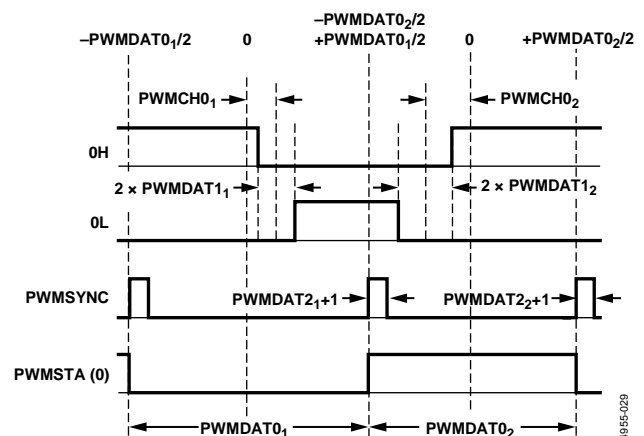 –PWMDAT0₂/2
–PWMDAT0₁/2 0 +PWMDAT0₁/2 0 +PWMDAT0₂/2
PWMCH0₁ PWMCH0₂
0H
2 × PWMDAT1₁ 2 × PWMDAT1₂
0L
PWMSYNC PWMDAT2₁+1 PWMDAT2₂+1
PWMSTA (0)
PWMDAT0₁ PWMDAT0₂
955-029